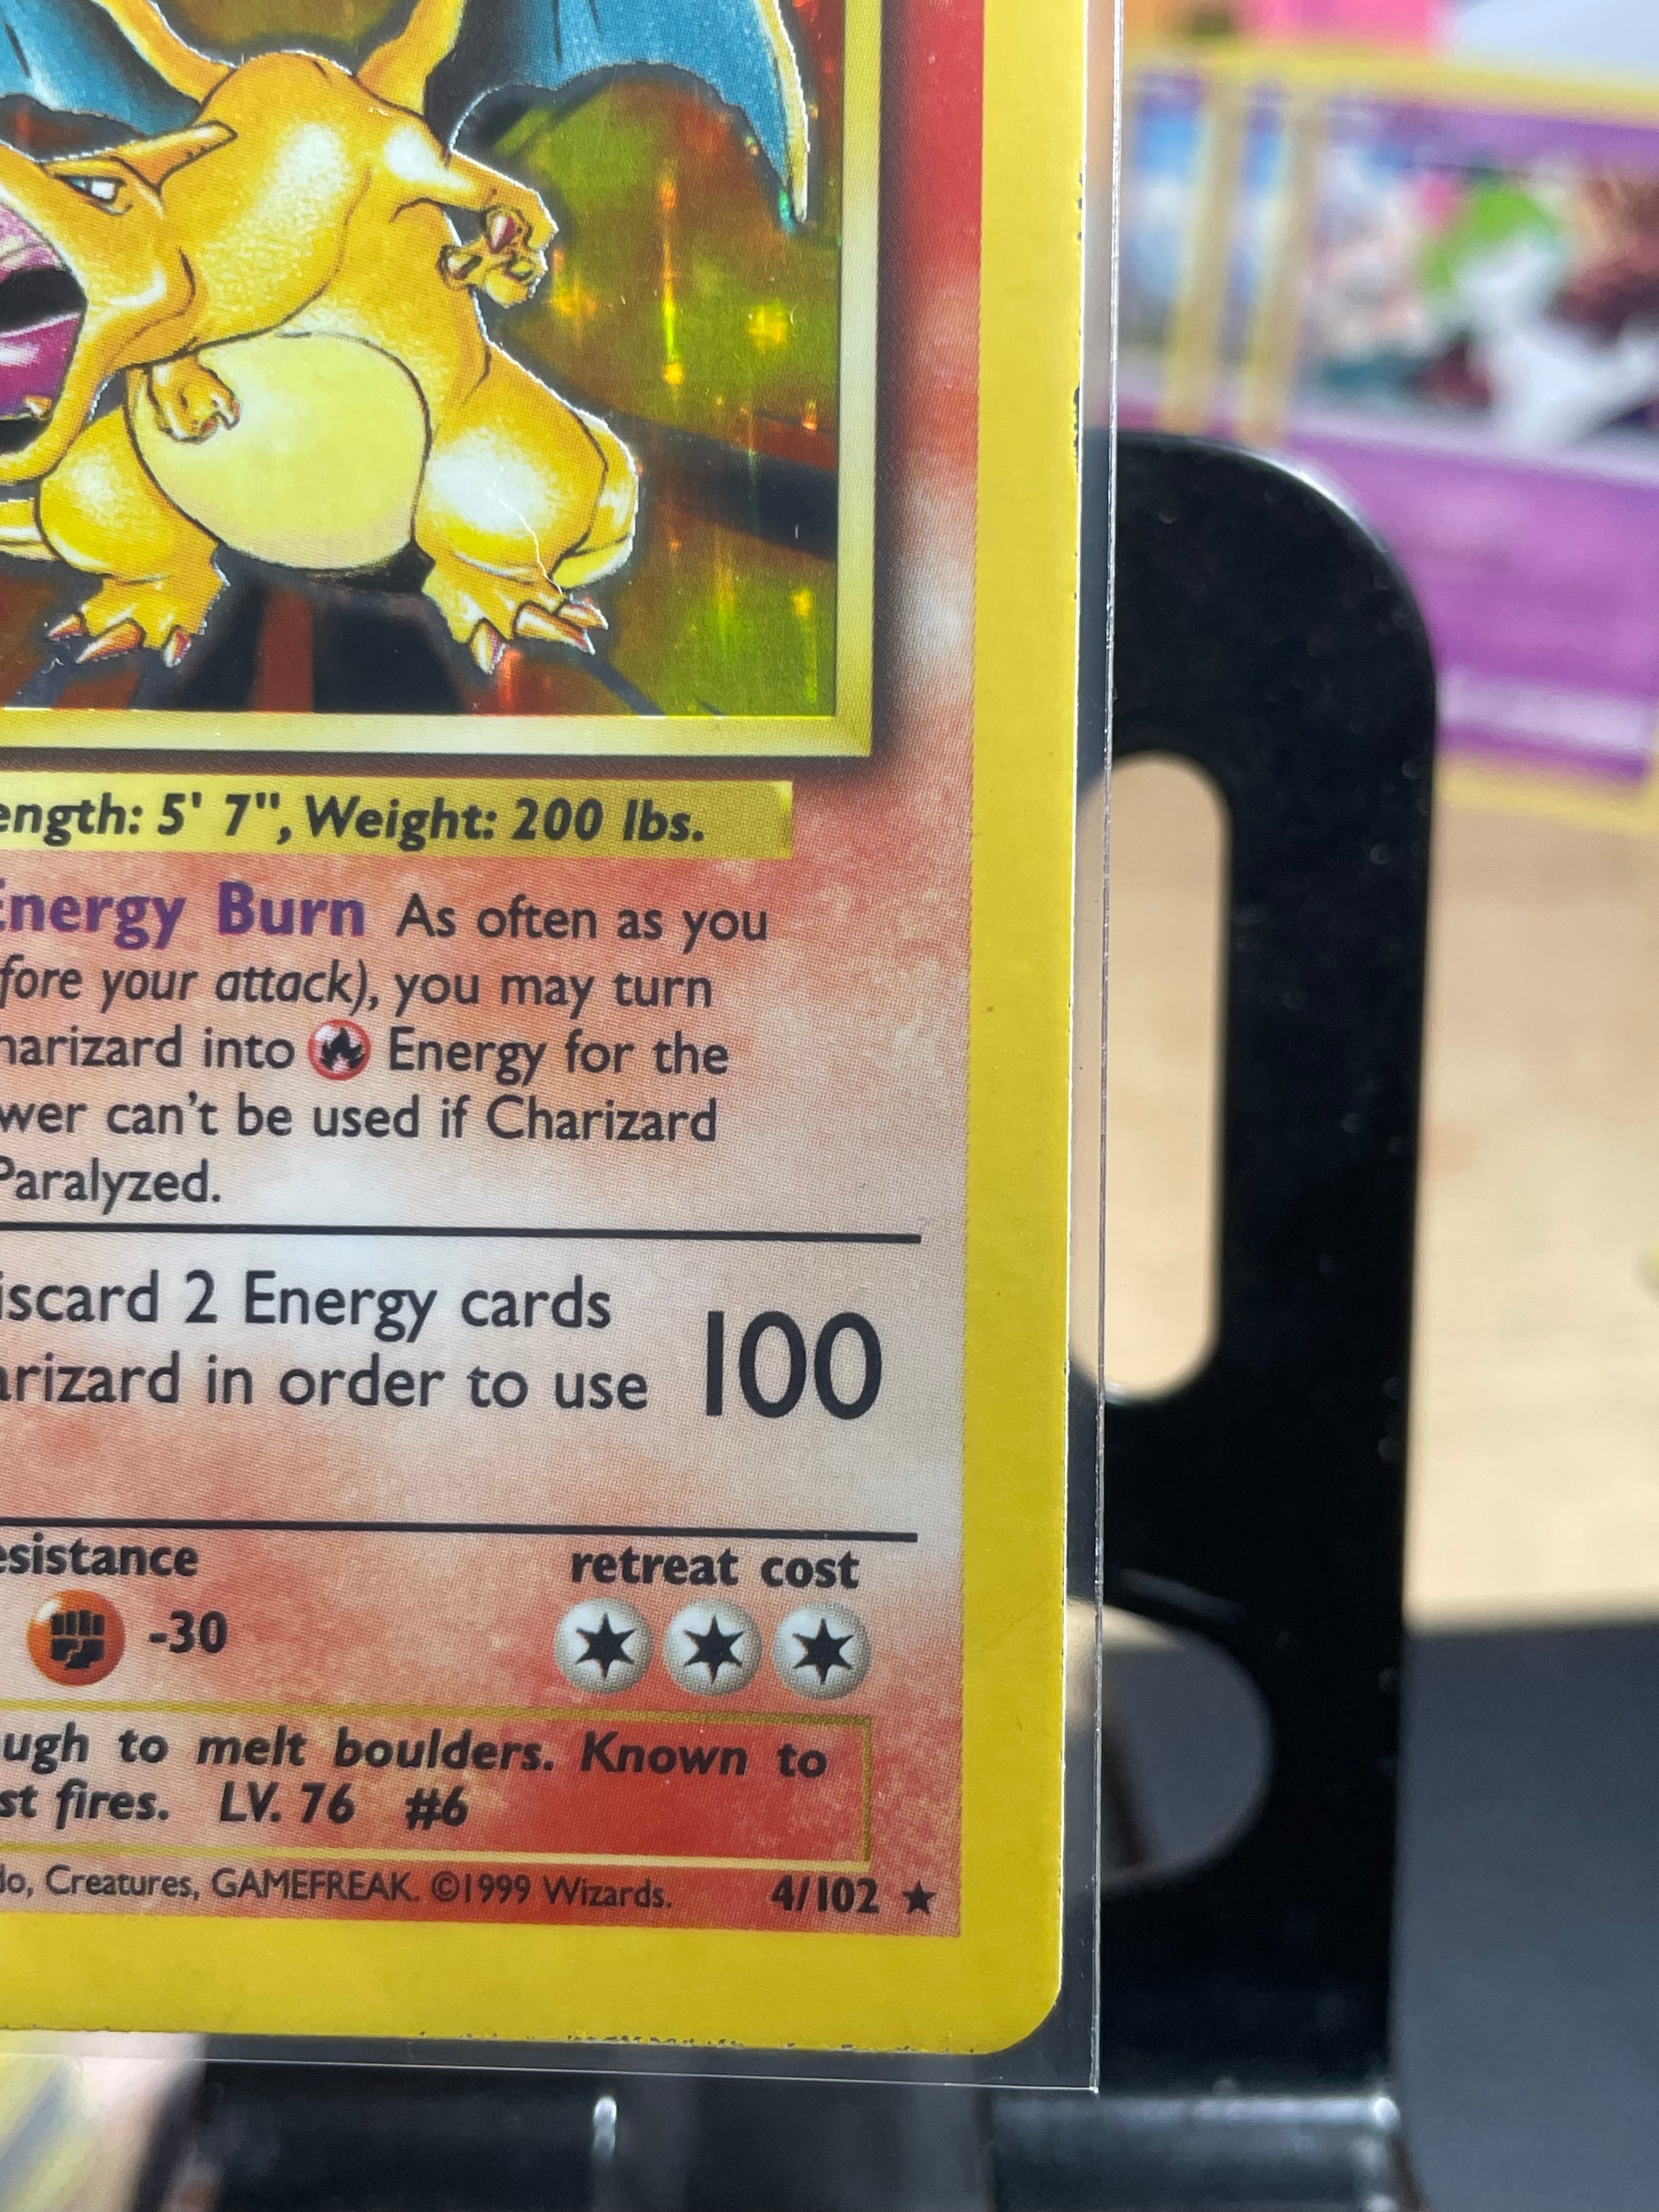 ength: 5' 7", Weight: 200 lbs.
Energy Burn As often as you
fore your attack), you may turn
harizard into Energy for the
wer can't be used if Charizard
Paralyzed.
iscard 2 Energy cards
arizard in order to use 100
esistance retreat cost
-30
ugh to melt boulders. Known to
st fires. LV. 76 #6
do, Creatures, GAMEFREAK. ©1999 Wizards. 4/102 ★